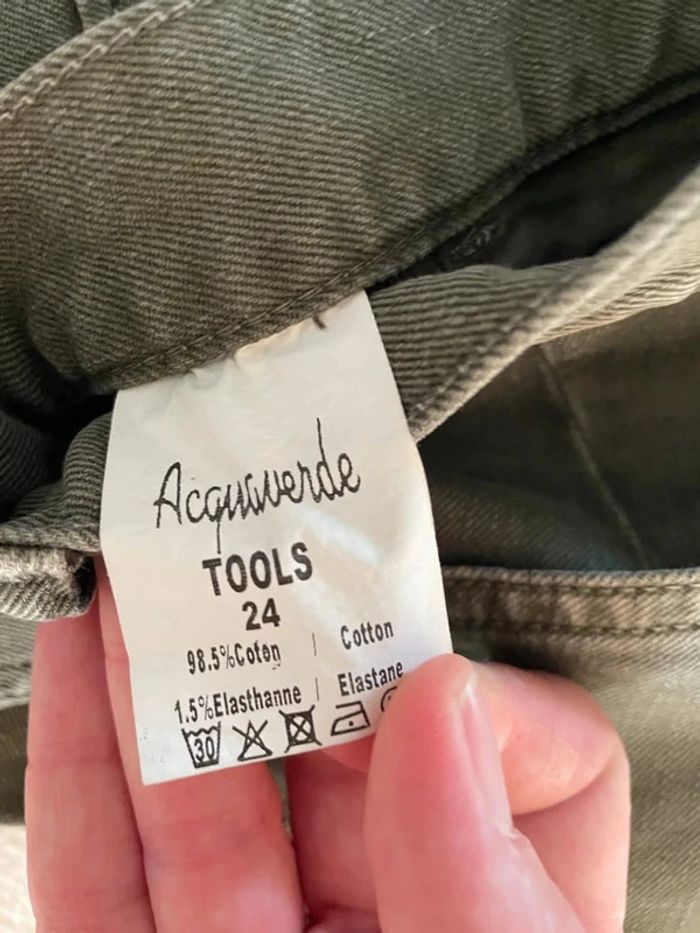 Acquaverde
TOOLS
24
98.5%Coton | Cotton
1.5%Elasthanne | Elastane
30